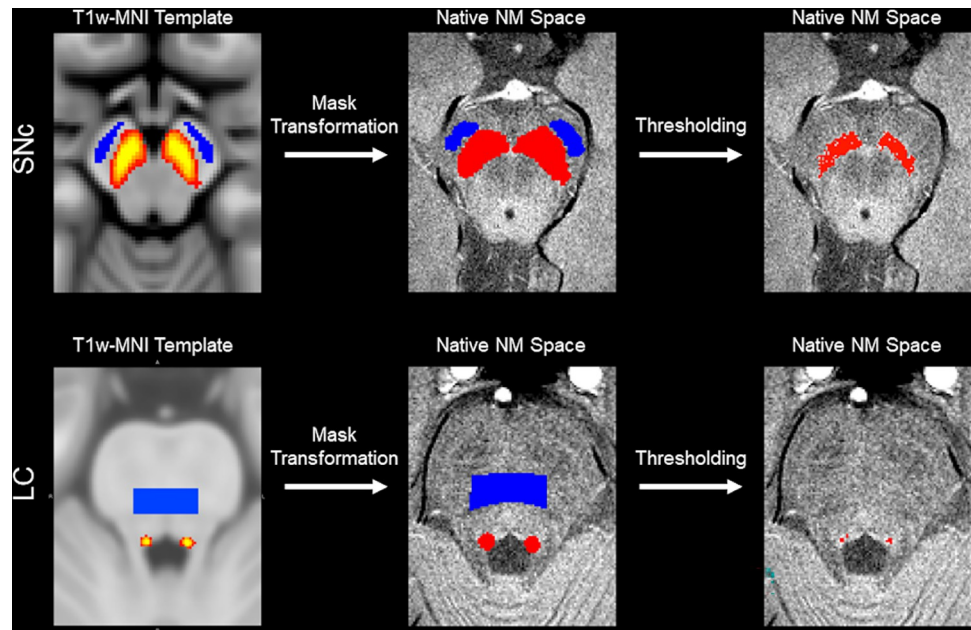 T1w-MNI Template
Native NM Space
Native NM Space
SNc
Mask
Transformation
Thresholding
T1w-MNI Template
Native NM Space
Native NM Space
LC
Mask
Transformation
Thresholding